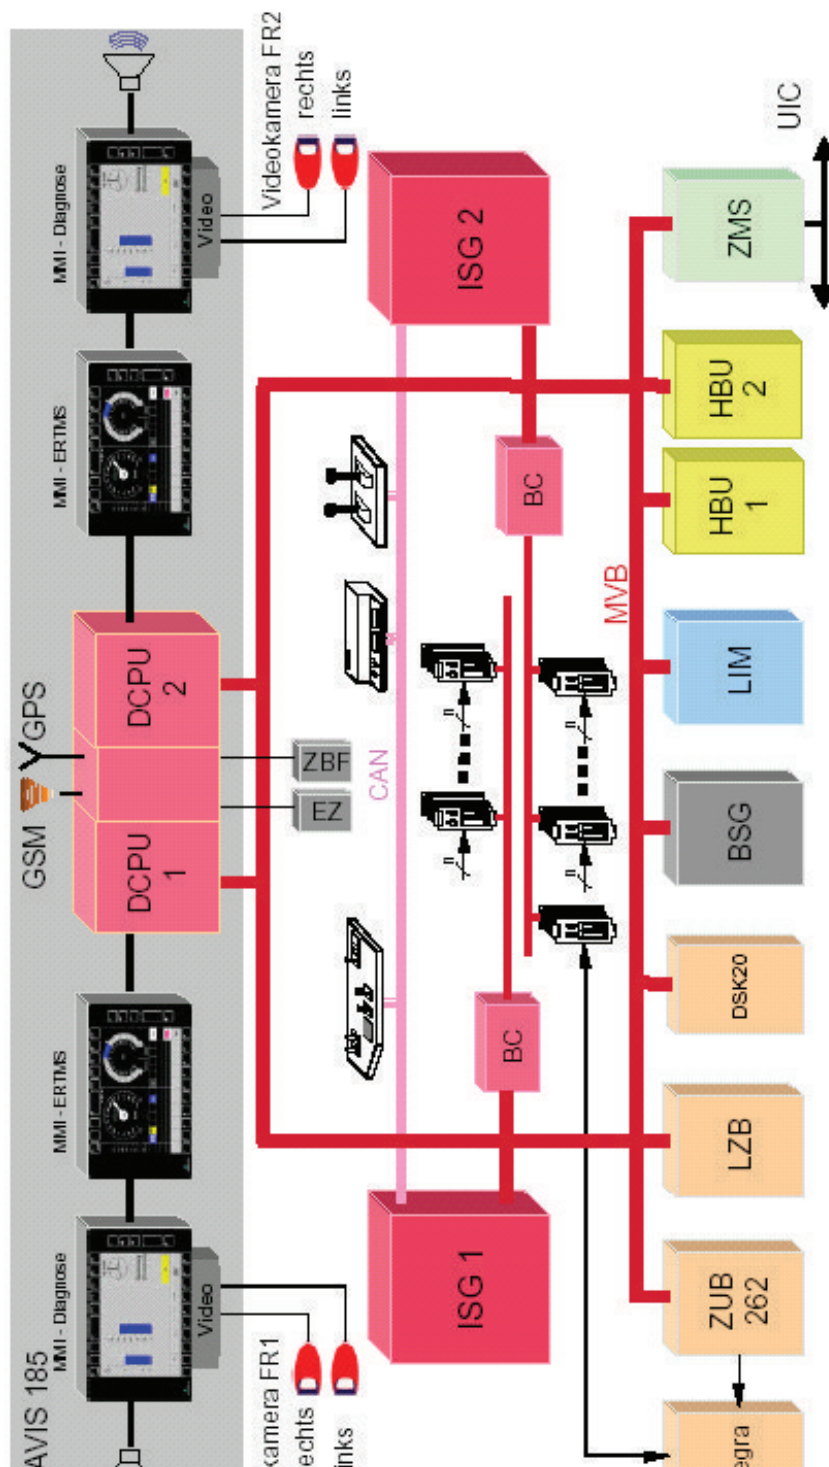 AVIS 185
GSM
GPS
MMI - Diagnose
MMI - ERTMS
DCPU
1
DCPU
2
MMI - ERTMS
MMI - Diagnose
Video
Video
EZ
ZBF
kamera FR1
echts
inks
Videokamera FR2
rechts
links
CAN
ISG 1
ISG 2
BC
BC
n
n
n
n
MVB
egra
ZUB
262
LZB
DSK20
BSG
LIM
HBU
1
HBU
2
ZMS
UIC